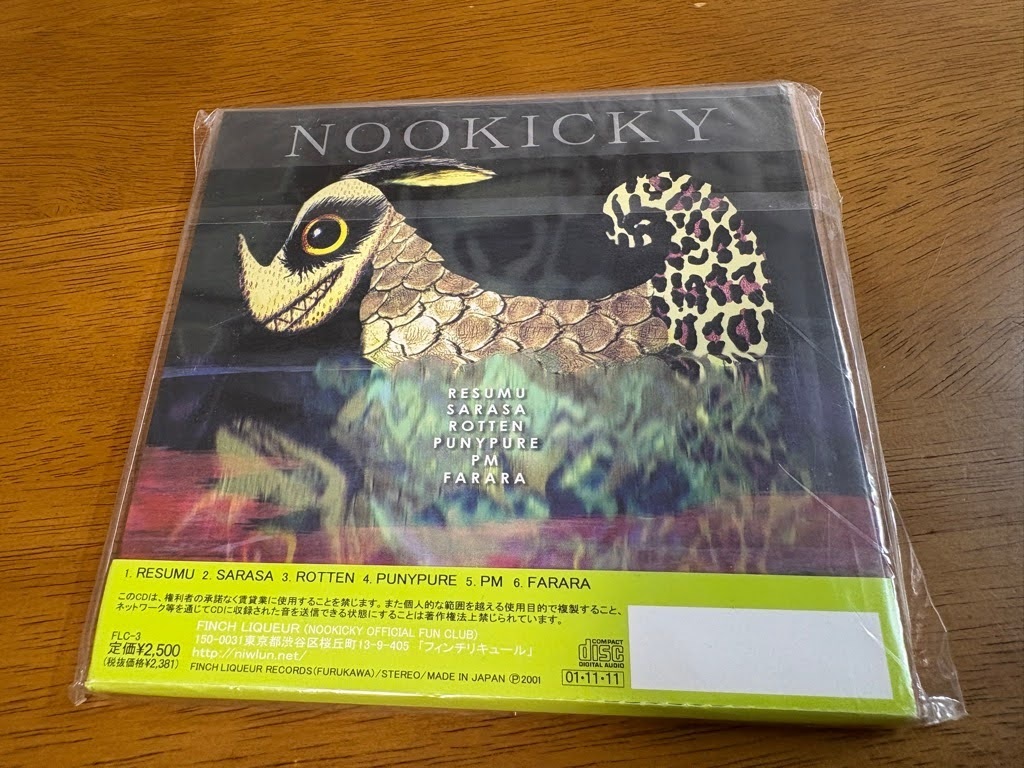 NOOKICKY
RESUMU
SARASA
ROTTEN
PUNYPURE
PM
FARARA
1. RESUMU 2. SARASA 3. ROTTEN 4. PUNYPURE 5. PM 6. FARARA
このCDは、権利者の承諾なく賃貸業に使用することを禁じます。また個人的な範囲を越える使用目的で複製すること、
ネットワーク等を通じてCDに収録された音を送信できる状態にすることは著作権法上禁じられています。
FLC-3
定価¥2,500
(税抜価格¥2,381)
FINCH LIQUEUR (NOOKICKY OFFICIAL FUN CLUB)
150-0031東京都渋谷区桜丘町13-9-405 「フィンチリキュール」
http://niwlun.net/
FINCH LIQUEUR RECORDS(FURUKAWA)/STEREO/MADE IN JAPAN Ⓟ2001
COMPACT
disc
DIGITAL AUDIO
01・11・11